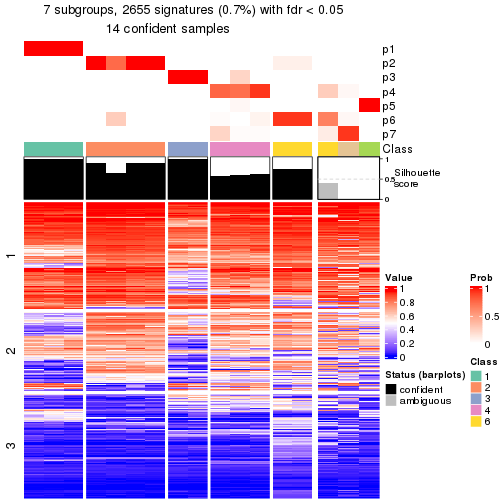 7 subgroups, 2655 signatures (0.7%) with fdr < 0.05
14 confident samples
p1
p2
p3
p4
p5
p6
p7
Class
1
0.5
0
Silhouette
score
1
2
3
Value
1
0.8
0.6
0.4
0.2
0
Prob
1
0.5
0
Status (barplots)
confident
ambiguous
Class
1
2
3
4
6